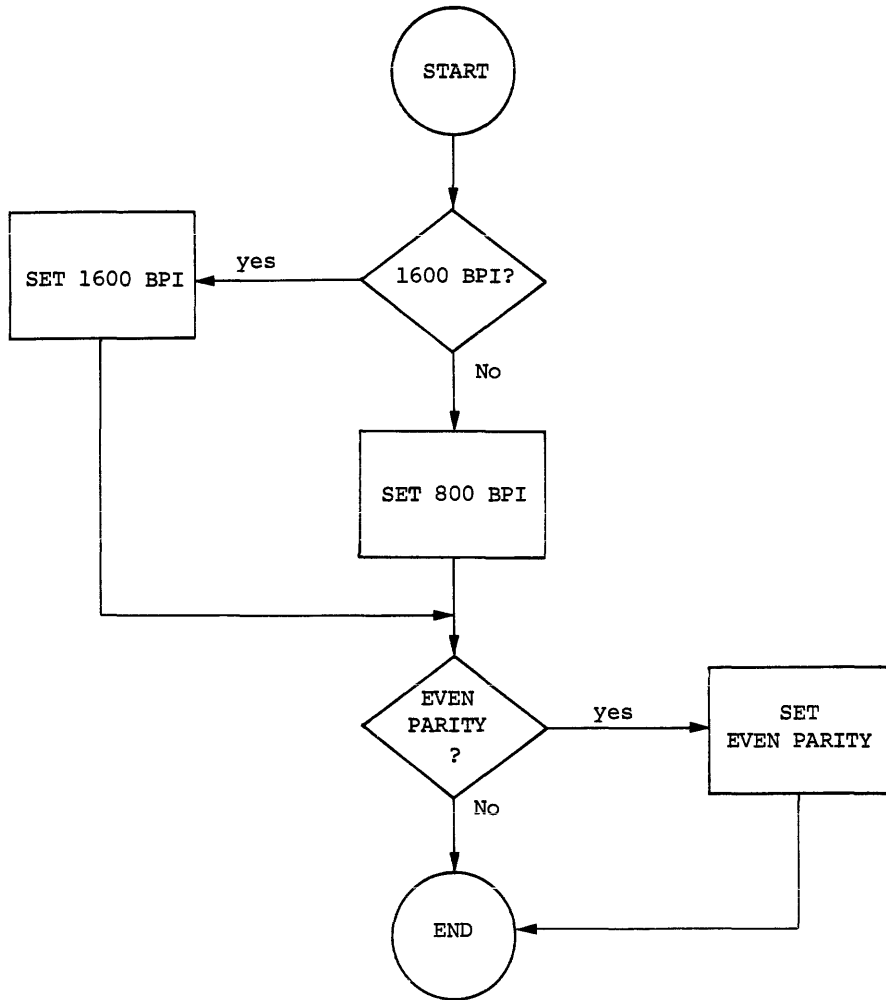 START
1600 BPI?
yes
SET 1600 BPI
No
SET 800 BPI
EVEN
PARITY
?
yes
SET
EVEN PARITY
No
END